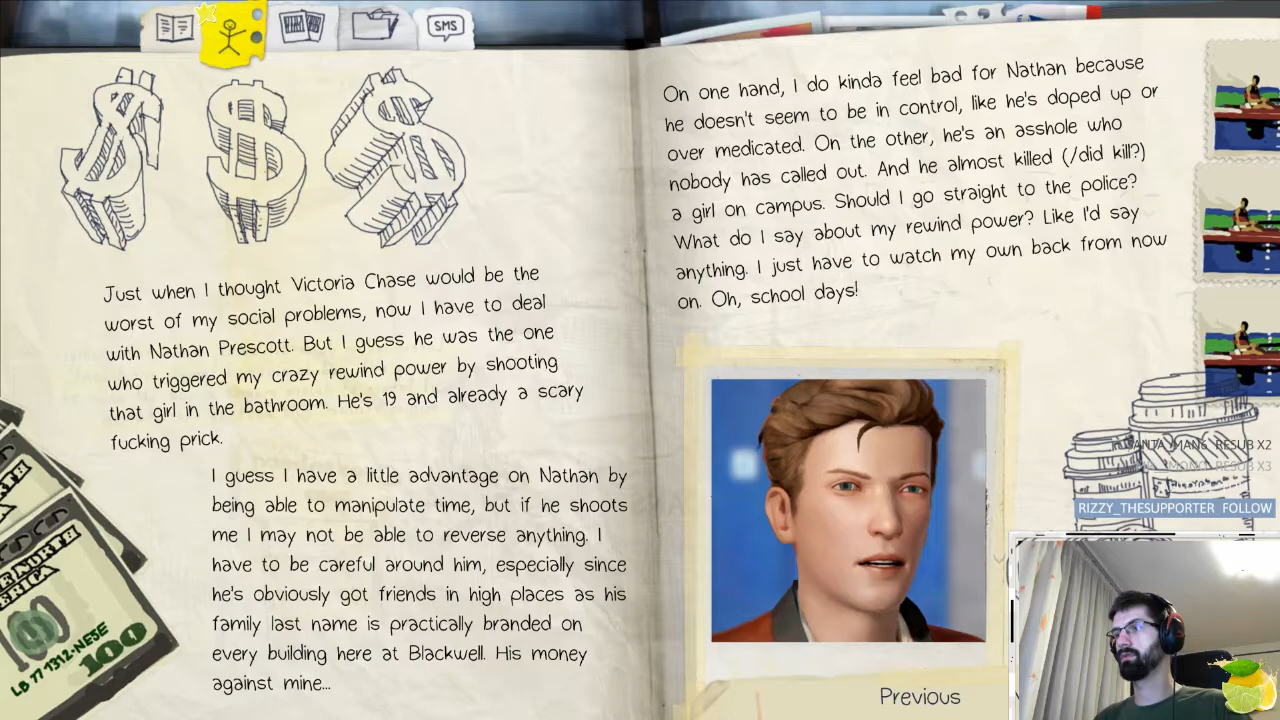 SMS
Just when I thought Victoria Chase would be the
worst of my social problems, now I have to deal
with Nathan Prescott. But I guess he was the one
who triggered my crazy rewind power by shooting
that girl in the bathroom. He's 19 and already a scary
fucking prick.
I guess I have a little advantage on Nathan by
being able to manipulate time, but if he shoots
me I may not be able to reverse anything. I
have to be careful around him, especially since
he's obviously got friends in high places as his
family last name is practically branded on
every building here at Blackwell. His money
against mine...
LB 77 1312-NESE
100
On one hand, I do kinda feel bad for Nathan because
he doesn't seem to be in control, like he's doped up or
over medicated. On the other, he's an asshole who
nobody has called out. And he almost killed (/did kill?)
a girl on campus. Should I go straight to the police?
What do I say about my rewind power? Like I'd say
anything. I just have to watch my own back from now
on. Oh, school days!
RESUB X2
X3
RIZZY_THESUPPORTER FOLLOW
Previous